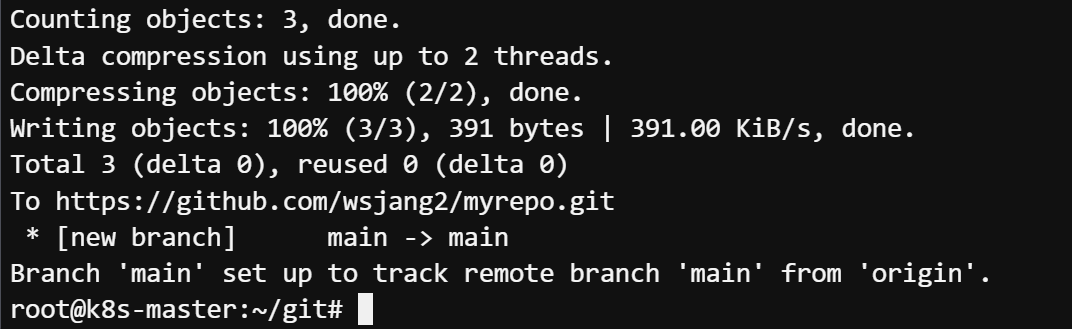 Counting objects: 3, done.
Delta compression using up to 2 threads.
Compressing objects: 100% (2/2), done.
Writing objects: 100% (3/3), 391 bytes | 391.00 KiB/s, done.
Total 3 (delta 0), reused 0 (delta 0)
To https://github.com/wsjang2/myrepo.git
 * [new branch]      main -> main
Branch 'main' set up to track remote branch 'main' from 'origin'.
root@k8s-master:~/git#